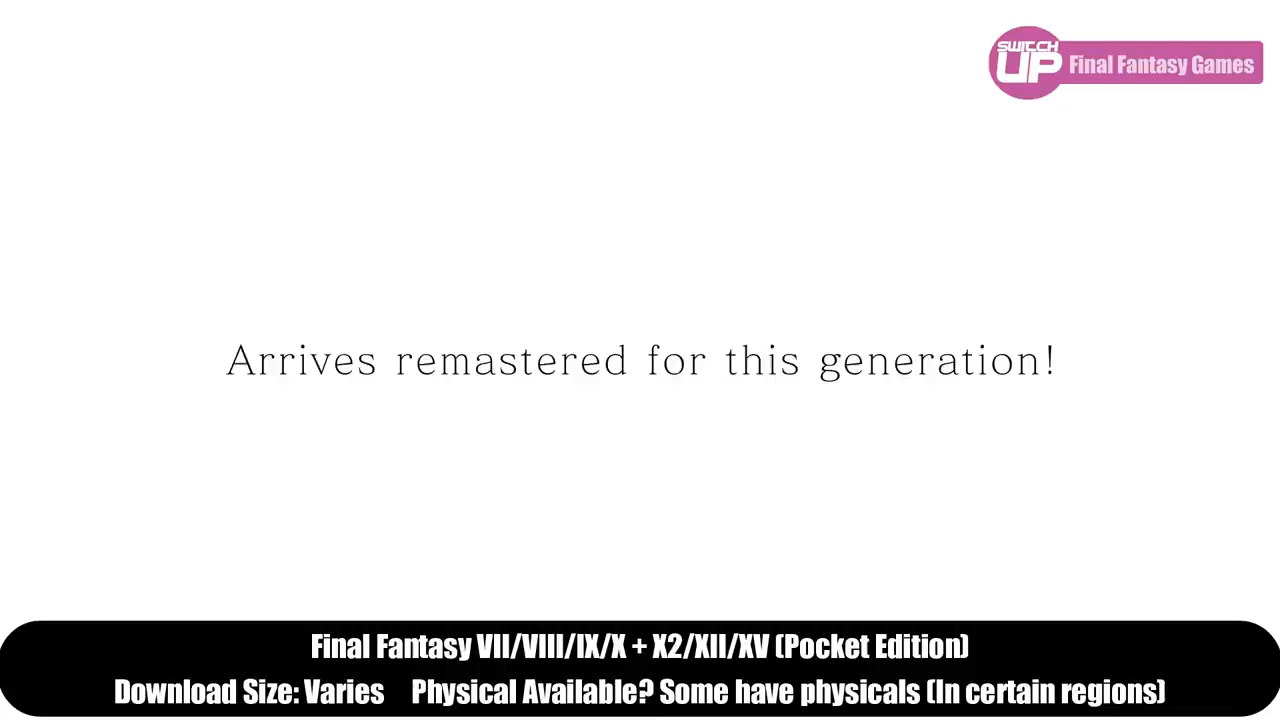 SWITCH
UP Final Fantasy Games
Arrives remastered for this generation!
Final Fantasy VII/VIII/IX/X + X2/XII/XV (Pocket Edition)
Download Size: Varies Physical Available? Some have physicals (In certain regions)